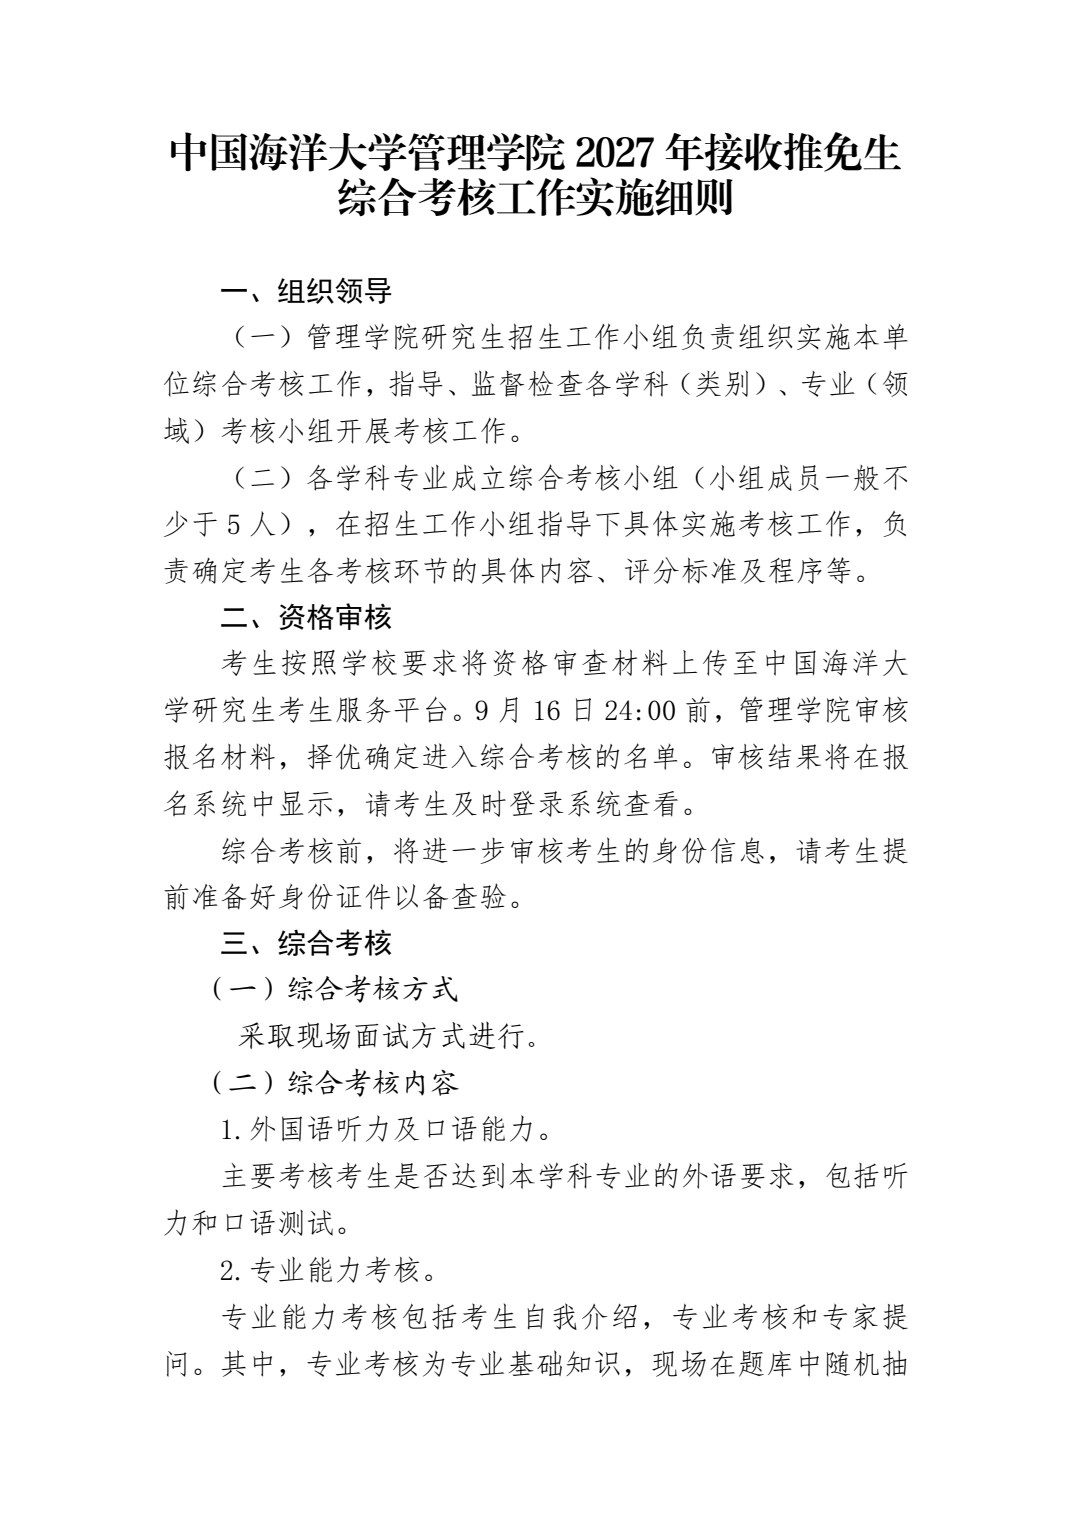 中国海洋大学管理学院 2027 年接收推免生
综合考核工作实施细则
一、组织领导
（一）管理学院研究生招生工作小组负责组织实施本单
位综合考核工作，指导、监督检查各学科（类别）、专业（领
域）考核小组开展考核工作。
（二）各学科专业成立综合考核小组（小组成员一般不
少于 5 人），在招生工作小组指导下具体实施考核工作，负
责确定考生各考核环节的具体内容、评分标准及程序等。
二、资格审核
考生按照学校要求将资格审查材料上传至中国海洋大
学研究生考生服务平台。9 月 16 日 24:00 前，管理学院审核
报名材料，择优确定进入综合考核的名单。审核结果将在报
名系统中显示，请考生及时登录系统查看。
综合考核前，将进一步审核考生的身份信息，请考生提
前准备好身份证件以备查验。
三、综合考核
（一）综合考核方式
采取现场面试方式进行。
（二）综合考核内容
1.外国语听力及口语能力。
主要考核考生是否达到本学科专业的外语要求，包括听
力和口语测试。
2.专业能力考核。
专业能力考核包括考生自我介绍，专业考核和专家提
问。其中，专业考核为专业基础知识，现场在题库中随机抽